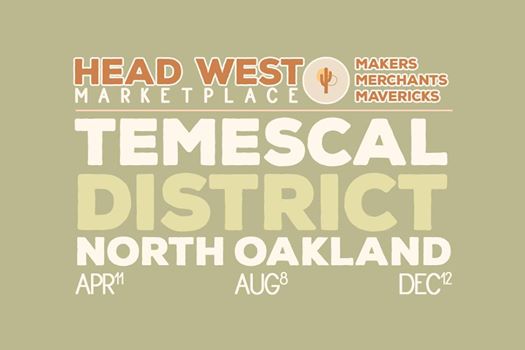 HEAD WEST
MARKETPLACE
MAKERS
MERCHANTS
MAVERICKS
TEMESCAL
DISTRICT
NORTH OAKLAND
APR11 AUG8 DEC12